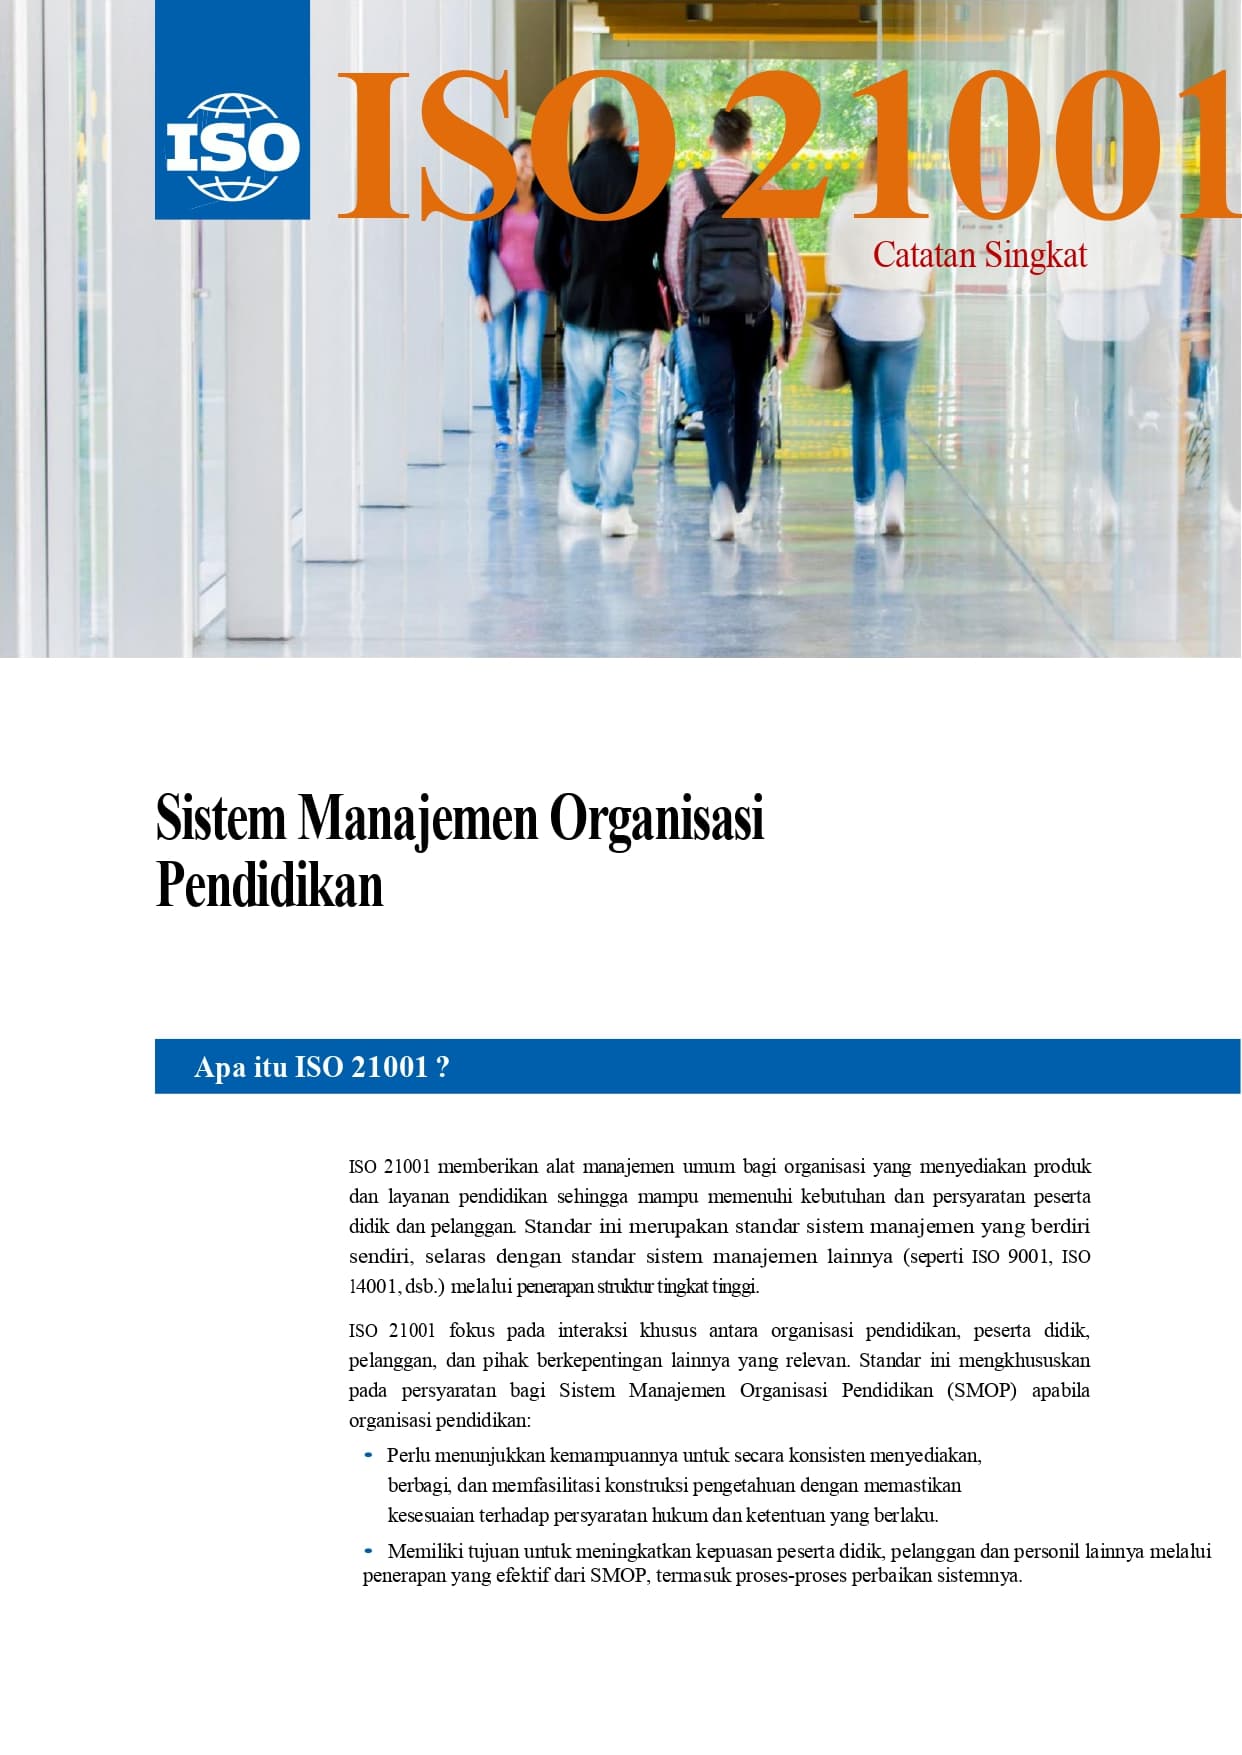 ISO
ISO 21001
Catatan Singkat
Sistem Manajemen Organisasi
Pendidikan
Apa itu ISO 21001 ?
ISO 21001 memberikan alat manajemen umum bagi organisasi yang menyediakan produk
dan layanan pendidikan sehingga mampu memenuhi kebutuhan dan persyaratan peserta
didik dan pelanggan. Standar ini merupakan standar sistem manajemen yang berdiri
sendiri, selaras dengan standar sistem manajemen lainnya (seperti ISO 9001, ISO
14001, dsb.) melalui penerapan struktur tingkat tinggi.
ISO 21001 fokus pada interaksi khusus antara organisasi pendidikan, peserta didik,
pelanggan, dan pihak berkepentingan lainnya yang relevan. Standar ini mengkhususkan
pada persyaratan bagi Sistem Manajemen Organisasi Pendidikan (SMOP) apabila
organisasi pendidikan:
• Perlu menunjukkan kemampuannya untuk secara konsisten menyediakan,
berbagi, dan memfasilitasi konstruksi pengetahuan dengan memastikan
kesesuaian terhadap persyaratan hukum dan ketentuan yang berlaku.
• Memiliki tujuan untuk meningkatkan kepuasan peserta didik, pelanggan dan personil lainnya melalui
penerapan yang efektif dari SMOP, termasuk proses-proses perbaikan sistemnya.